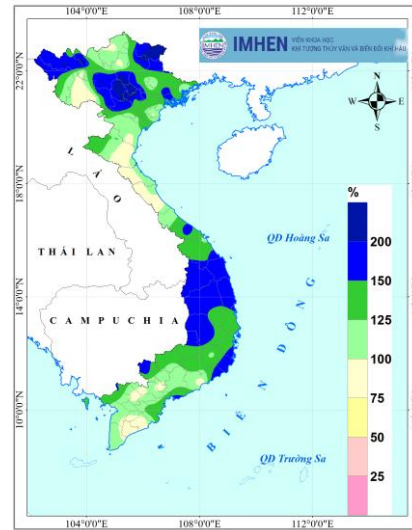 104°0'0"E 108°0'0"E 112°0'0"E
IMHEN VIỆN KHOA HỌC
KHÍ TƯỢNG THỦY VĂN VÀ BIẾN ĐỔI KHÍ HẬU
IMHEN
22°0'0"N
N
W E
S
LÀO
18°0'0"N
%
THÁI LAN
QĐ Hoàng Sa
200
150
14°0'0"N
CAMPUCHIA
125
100
BIỂN ĐÔNG
75
10°0'0"N
50
QĐ Trường Sa
25
104°0'0"E 108°0'0"E 112°0'0"E